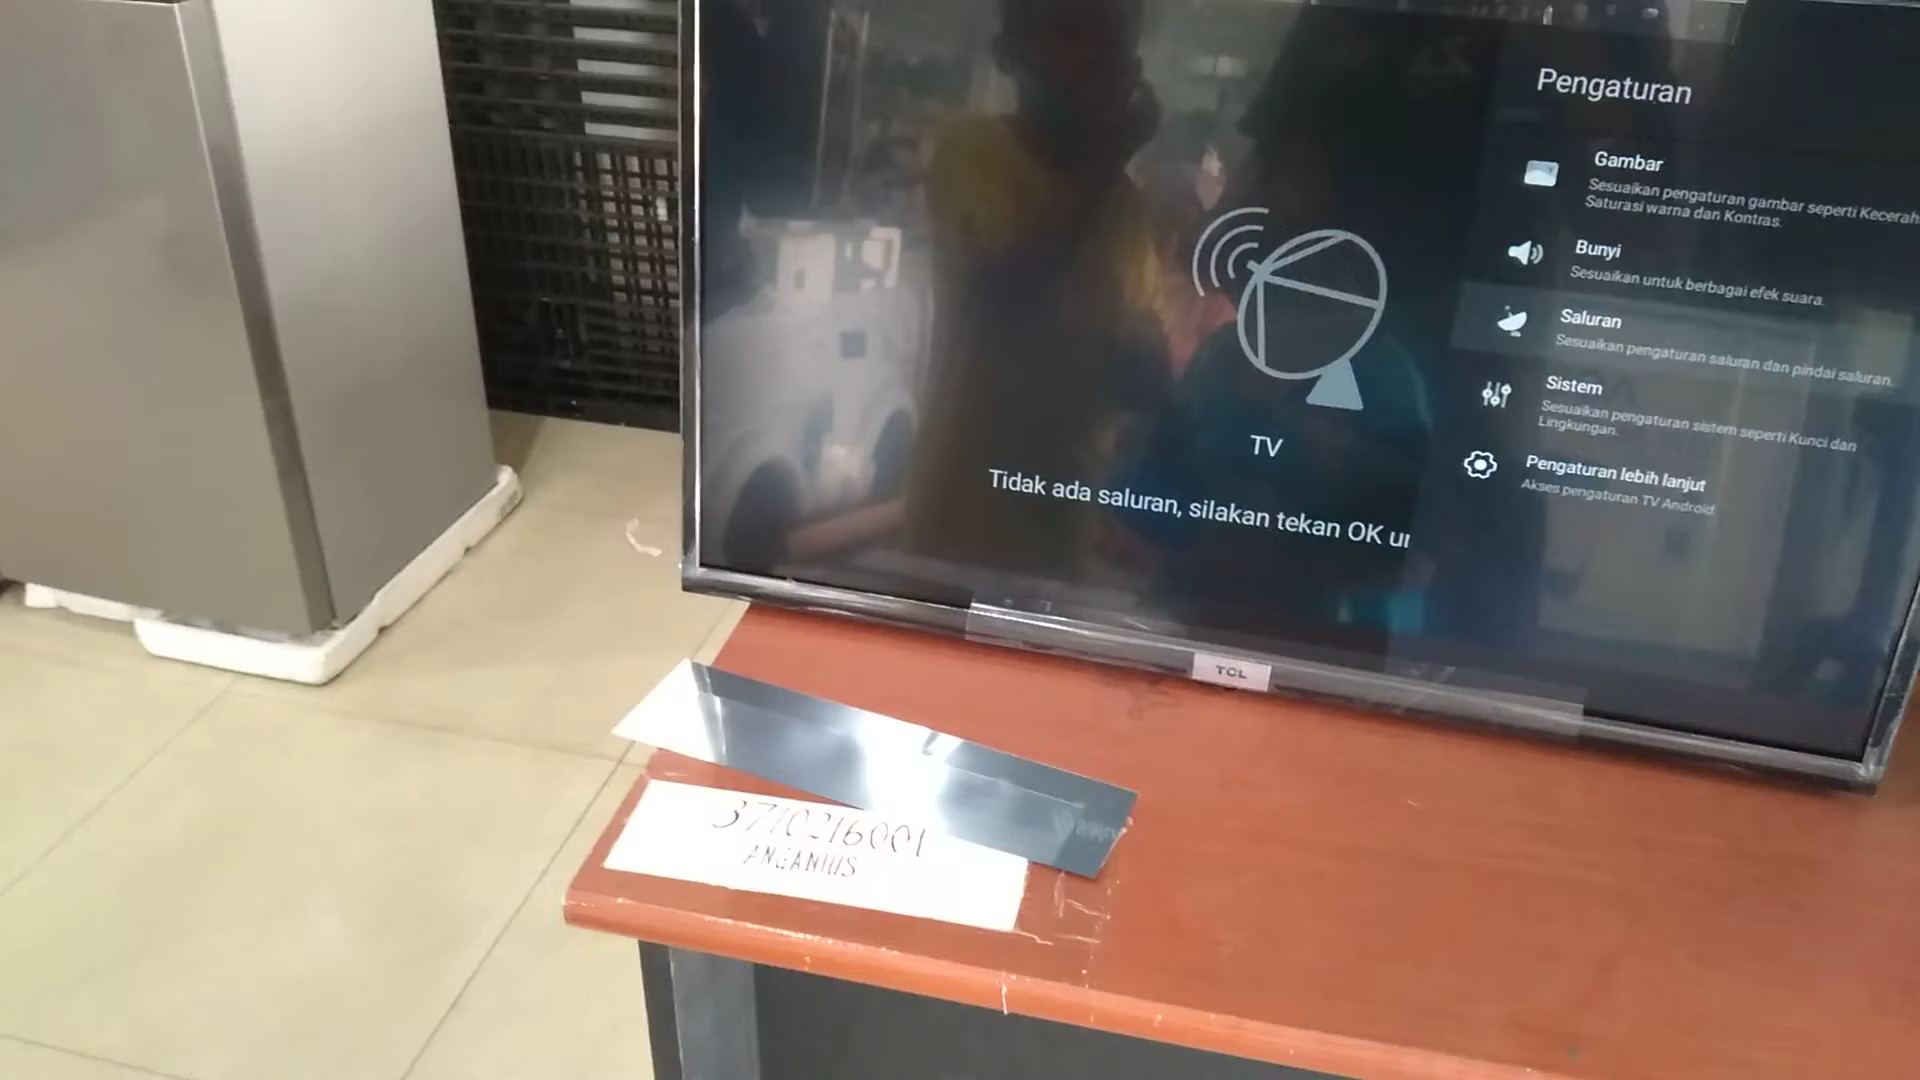 Pengaturan
Gambar
Sesuaikan pengaturan gambar seperti Kecerah
Saturasi warna dan Kontras.
Bunyi
Sesuaikan untuk berbagai efek suara.
Saluran
Sesuaikan pengaturan saluran dan pindai saluran.
Sistem
Sesuaikan pengaturan sistem seperti Kunci dan
Lingkungan.
Pengaturan lebih lanjut
Akses pengaturan TV Android
TV
Tidak ada saluran, silakan tekan OK un
TCL
3710216001
ANGANIUS